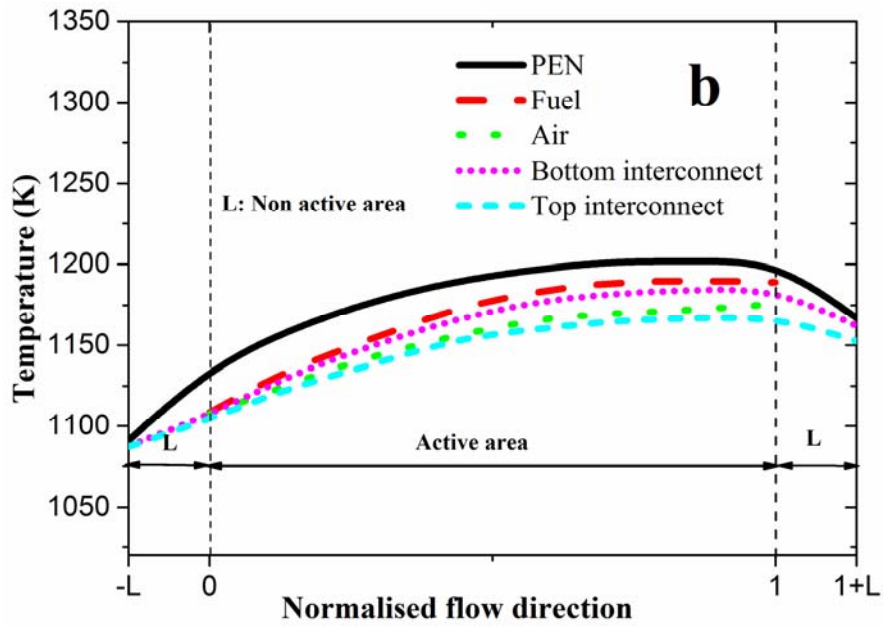 1350
1300
1250
1200
1150
1100
1050
Temperature (K)
PEN
Fuel
Air
Bottom interconnect
Top interconnect
b
L: Non active area
L
Active area
L
-L
0
1
1+L
Normalised flow direction